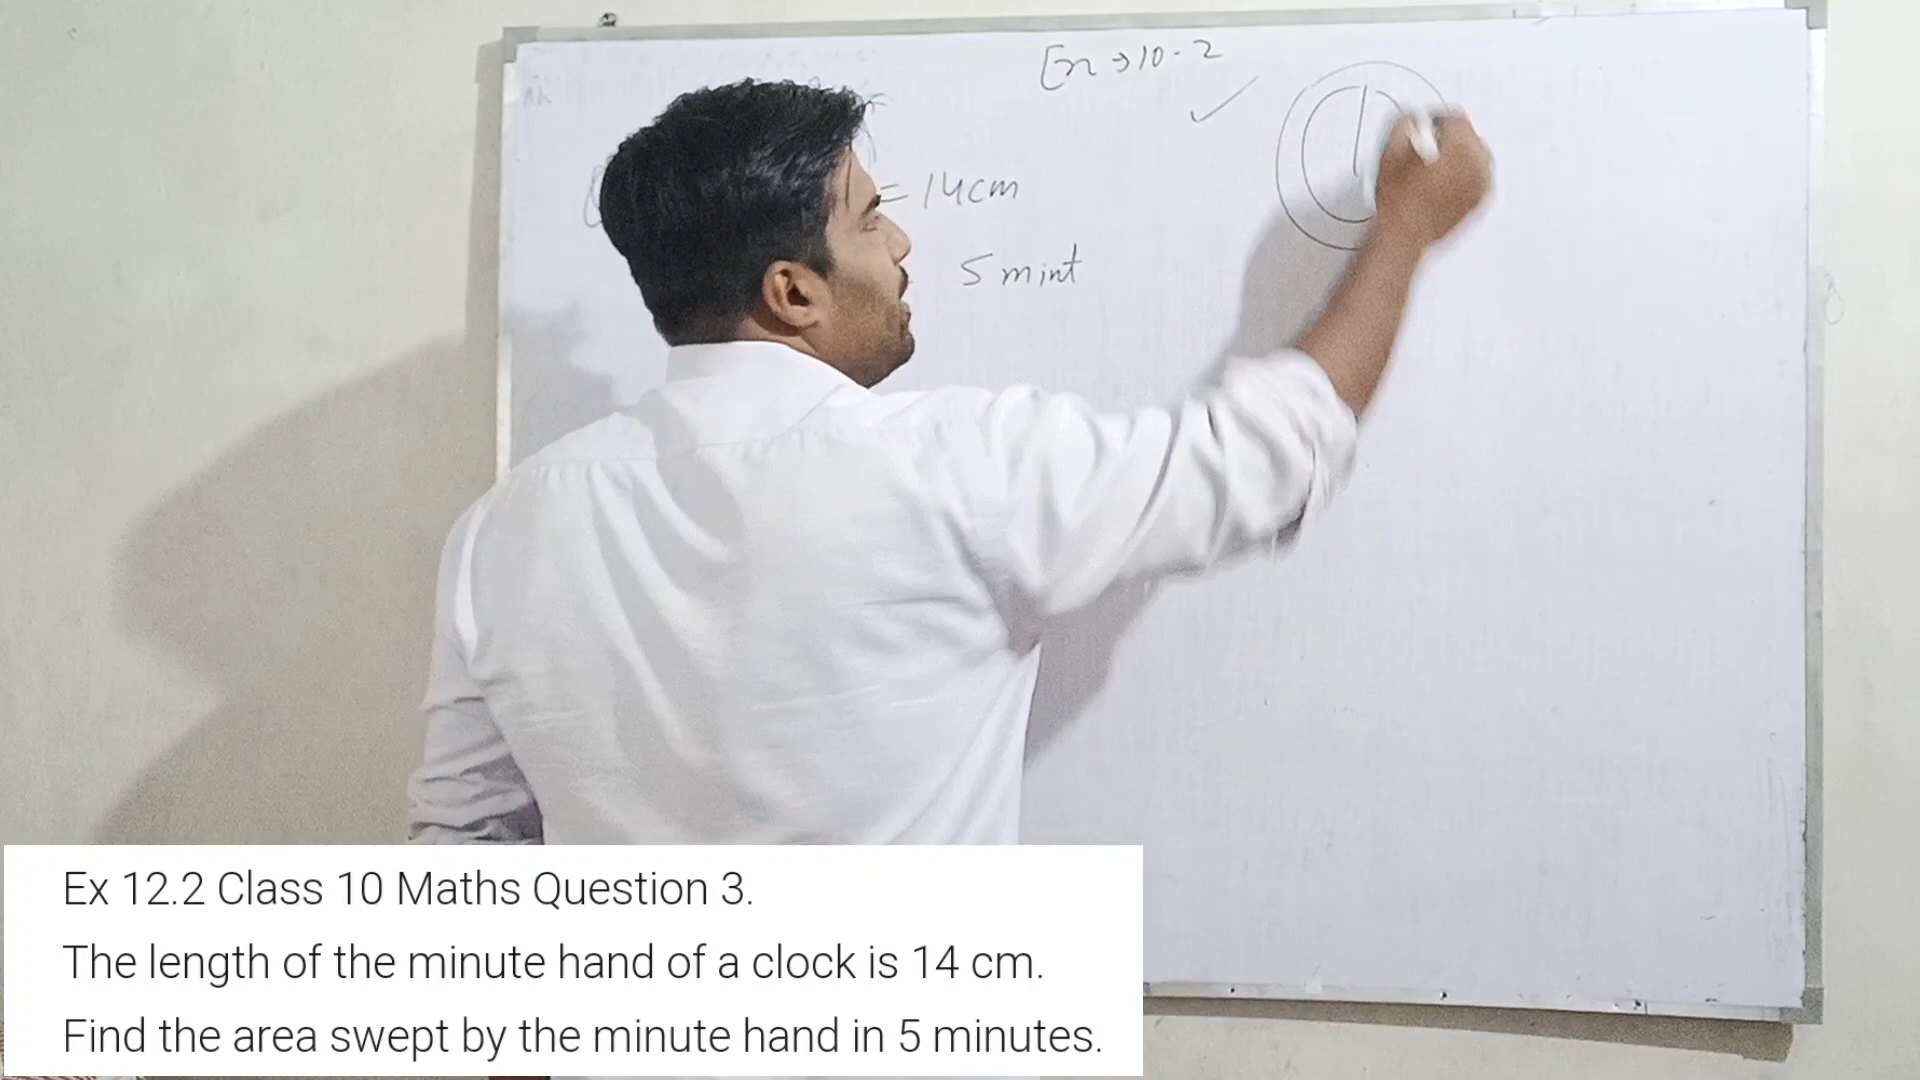 Ex → 10.2
= 14cm
5 mint
Ex 12.2 Class 10 Maths Question 3.
The length of the minute hand of a clock is 14 cm.
Find the area swept by the minute hand in 5 minutes.